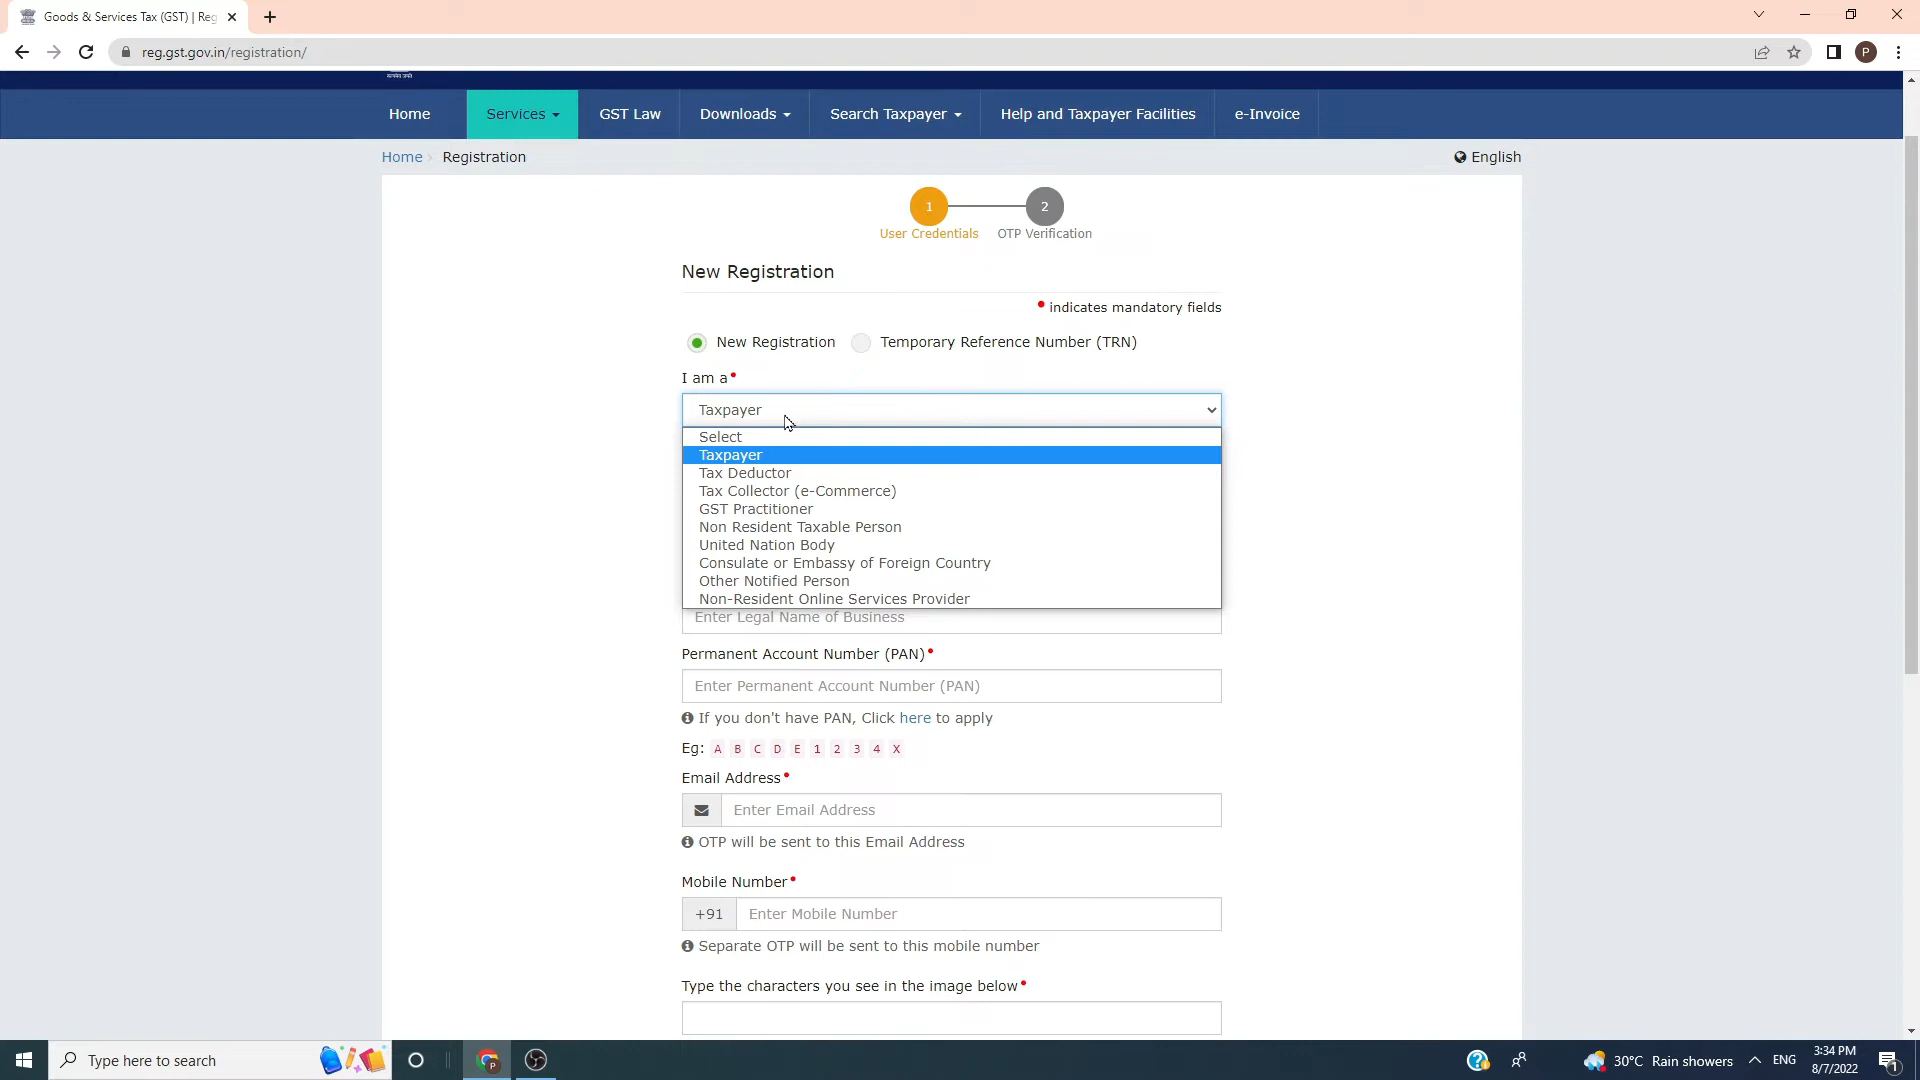 Goods & Services Tax (GST) | Reg
reg.gst.gov.in/registration/
P
सत्यमेव जयते
Home
Services
GST Law
Downloads
Search Taxpayer
Help and Taxpayer Facilities
e-Invoice
Home
Registration
English
1
2
User Credentials
OTP Verification
New Registration
• indicates mandatory fields
New Registration
Temporary Reference Number (TRN)
I am a•
Taxpayer
Select
Taxpayer
Tax Deductor
Tax Collector (e-Commerce)
GST Practitioner
Non Resident Taxable Person
United Nation Body
Consulate or Embassy of Foreign Country
Other Notified Person
Non-Resident Online Services Provider
Enter Legal Name of Business
Permanent Account Number (PAN)•
Enter Permanent Account Number (PAN)
If you don't have PAN, Click here to apply
Eg: A B C D E 1 2 3 4 X
Email Address•
Enter Email Address
OTP will be sent to this Email Address
Mobile Number•
+91 Enter Mobile Number
Separate OTP will be sent to this mobile number
Type the characters you see in the image below•
Type here to search
P
30°C Rain showers
ENG
3:34 PM
8/7/2022
1